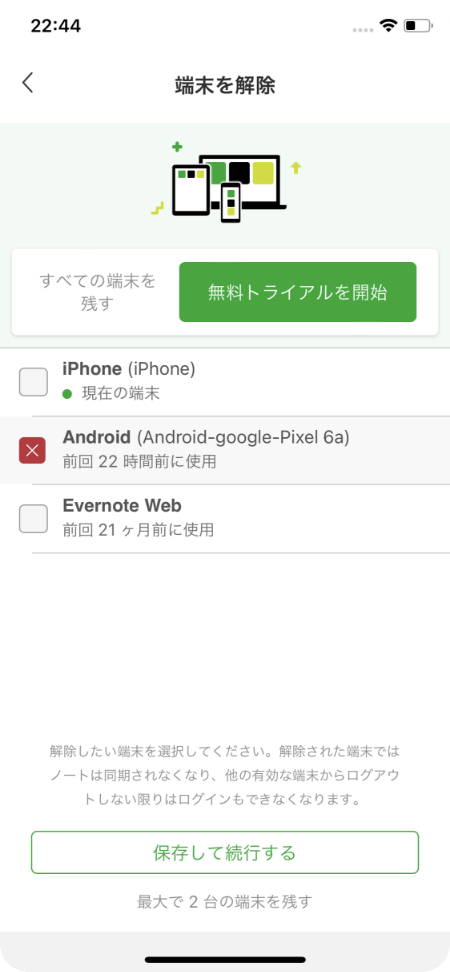 22:44
端末を解除
すべての端末を
残す
無料トライアルを開始
iPhone (iPhone)
現在の端末
Android (Android-google-Pixel 6a)
前回 22 時間前に使用
Evernote Web
前回 21 ヶ月前に使用
解除したい端末を選択してください。解除された端末では
ノートは同期されなくなり、他の有効な端末からログアウ
トしない限りはログインもできなくなります。
保存して続行する
最大で 2 台の端末を残す